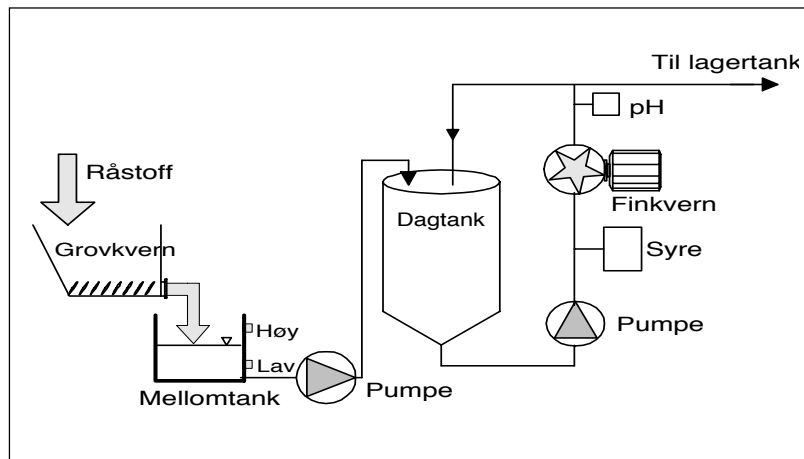 Til lagertank
pH
Råstoff
Finkvern
Dagtank
Grovkvern
Syre
Høy
Pumpe
Lav
Pumpe
Mellomtank